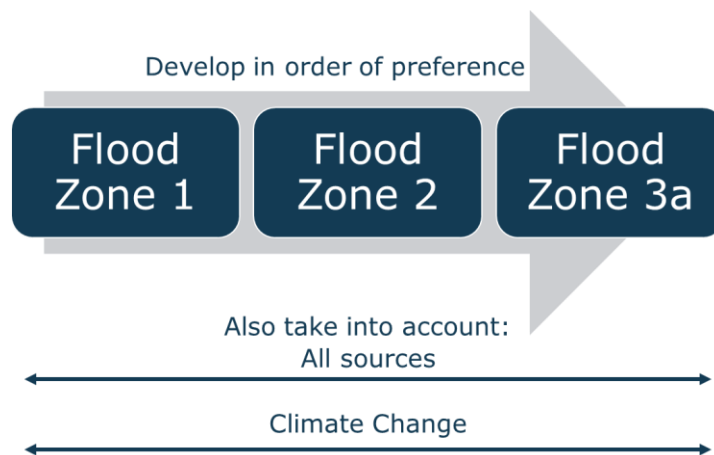 Develop in order of preference
Flood
Zone 1
Flood
Zone 2
Flood
Zone 3a
Also take into account:
All sources
Climate Change